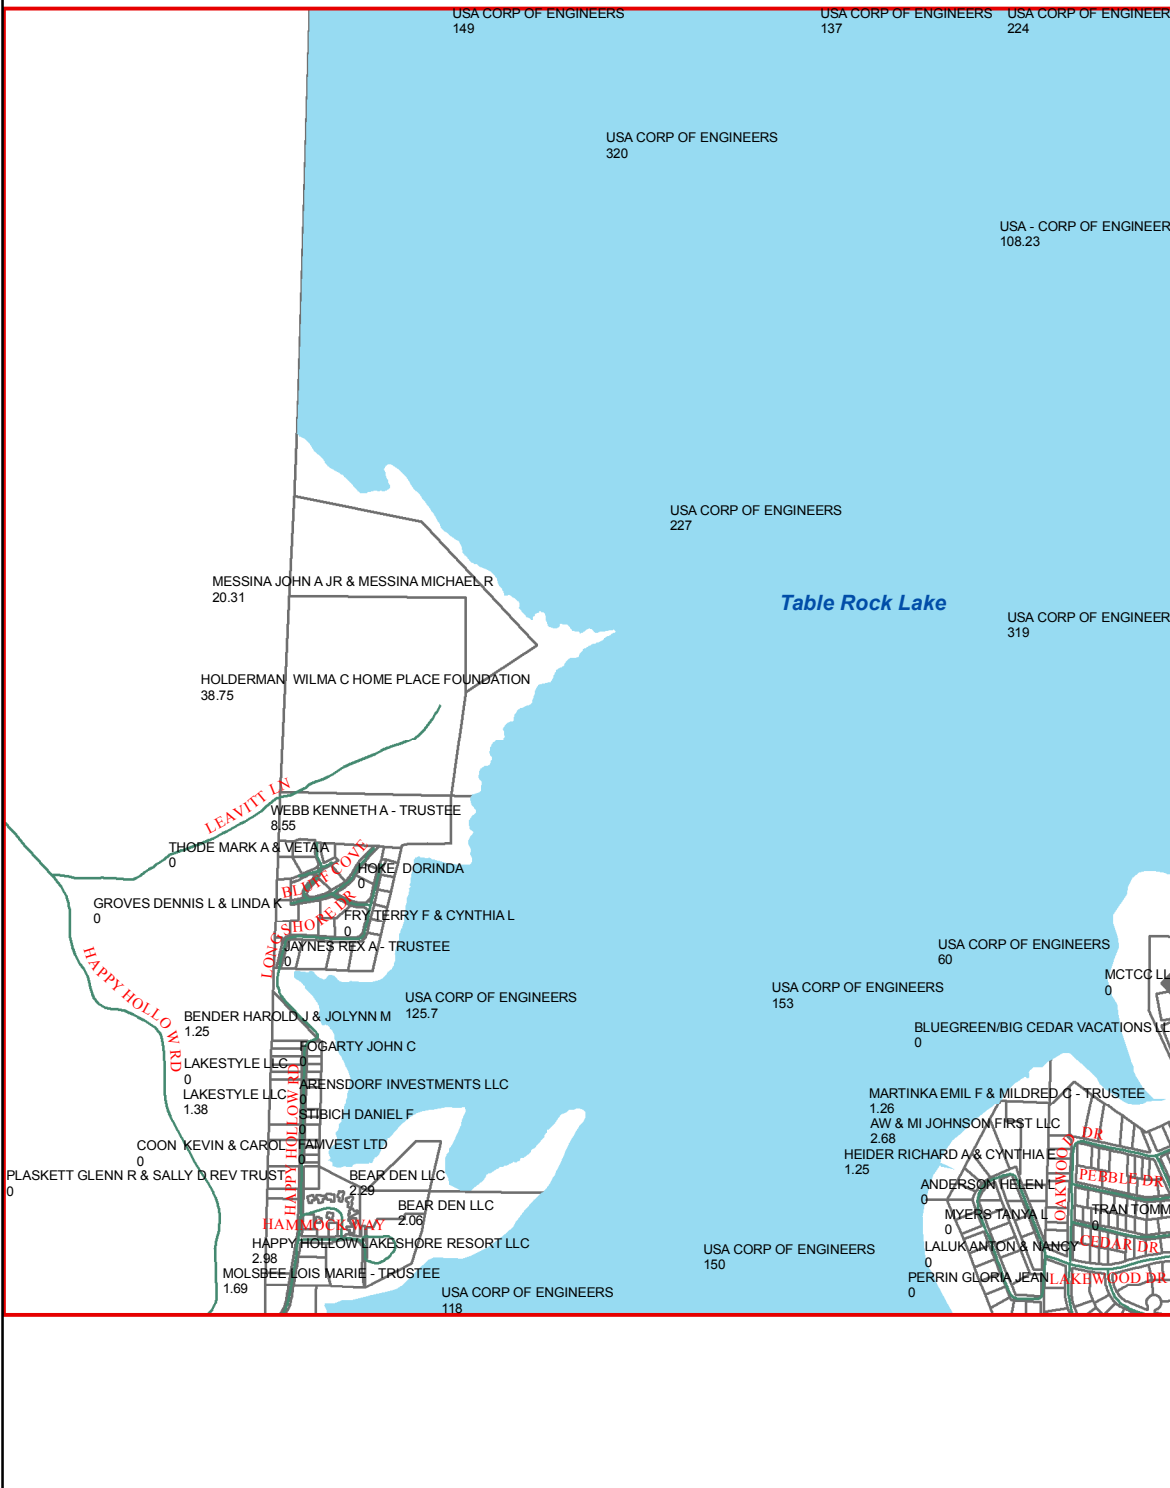 USA CORP OF ENGINEERS
149
USA CORP OF ENGINEERS
137
USA CORP OF ENGINEER
224
USA CORP OF ENGINEERS
320
USA - CORP OF ENGINEER
108.23
USA CORP OF ENGINEERS
227
MESSINA JOHN A JR & MESSINA MICHAEL R
20.31
Table Rock Lake
USA CORP OF ENGINEER
319
HOLDERMAN WILMA C HOME PLACE FOUNDATION
38.75
LEAVITT LN
WEBB KENNETH A - TRUSTEE
8.55
THODE MARK A & VETA A
0
BLUFF COVE
HOKE DORINDA
0
GROVES DENNIS L & LINDA K
0
LONGSHORE DR
FRY TERRY F & CYNTHIA L
0
JAYNES REX A - TRUSTEE
0
HAPPY HOLLOW RD
USA CORP OF ENGINEERS
60
MCTCC LL
0
USA CORP OF ENGINEERS
153
USA CORP OF ENGINEERS
125.7
BENDER HAROLD J & JOLYNN M
1.25
BLUEGREEN/BIG CEDAR VACATIONS LL
0
FOGARTY JOHN C
0
LAKESTYLE LLC
0
ARENSDORF INVESTMENTS LLC
0
LAKESTYLE LLC
1.38
HAPPY HOLLOW RD
MARTINKA EMIL F & MILDRED C - TRUSTEE
1.26
STIBICH DANIEL F
0
AW & MI JOHNSON FIRST LLC
2.68
OAKWOOD DR
COON KEVIN & CAROL
0
FAMVEST LTD
0
HEIDER RICHARD A & CYNTHIA E
1.25
PLASKETT GLENN R & SALLY D REV TRUST
0
BEAR DEN LLC
2.29
PEBBLE DR
ANDERSON HELEN L
0
BEAR DEN LLC
2.06
MYERS TANYA L
0
TRAN TOMM
0
HAMMOCK WAY
HAPPY HOLLOW LAKESHORE RESORT LLC
2.98
USA CORP OF ENGINEERS
150
LALUK ANTON & NANCY
0
CEDAR DR
MOLSBEE LOIS MARIE - TRUSTEE
1.69
PERRIN GLORIA JEAN
0
LAKEWOOD DR
USA CORP OF ENGINEERS
118